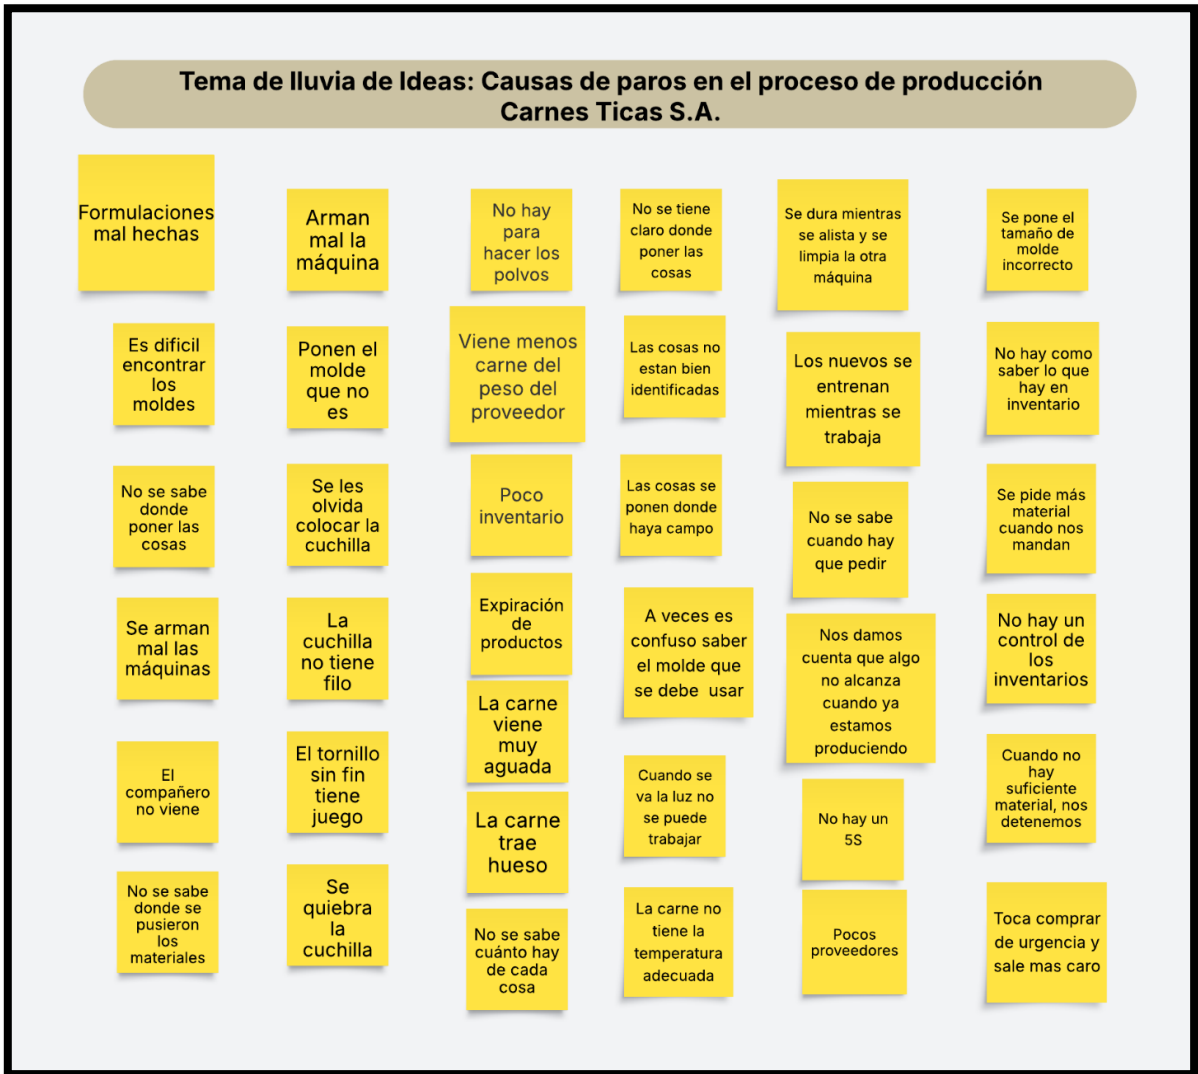 Tema de lluvia de Ideas: Causas de paros en el proceso de producción
Carnes Ticas S.A.
Formulaciones
mal hechas
Es dificil
encontrar
los
moldes
No se sabe
donde
poner las
cosas
Se arman
mal las
máquinas
El
compañero
no viene
No se sabe
donde se
pusieron
los
materiales
Arman
mal la
máquina
Ponen el
molde
que no
es
Se les
olvida
colocar la
cuchilla
La
cuchilla
no tiene
filo
El tornillo
sin fin
tiene
juego
Se
quiebra
la
cuchilla
No hay
para
hacer los
polvos
Viene menos
carne del
peso del
proveedor
Poco
inventario
Expiración
de
productos
La carne
viene
muy
aguada
La carne
trae
hueso
No se sabe
cuánto hay
de cada
cosa
No se tiene
claro donde
poner las
cosas
Las cosas no
estan bien
identificadas
Las cosas se
ponen donde
haya campo
A veces es
confuso saber
el molde que
se debe usar
Cuando se
va la luz no
se puede
trabajar
La carne no
tiene la
temperatura
adecuada
Se dura mientras
se alista y se
limpia la otra
máquina
Los nuevos se
entrenan
mientras se
trabaja
No se sabe
cuando hay
que pedir
Nos damos
cuenta que algo
no alcanza
cuando ya
estamos
produciendo
No hay un
5S
Pocos
proveedores
Se pone el
tamaño de
molde
incorrecto
No hay como
saber lo que
hay en
inventario
Se pide más
material
cuando nos
mandan
No hay un
control de
los
inventarios
Cuando no
hay
suficiente
material, nos
detenemos
Toca comprar
de urgencia y
sale mas caro